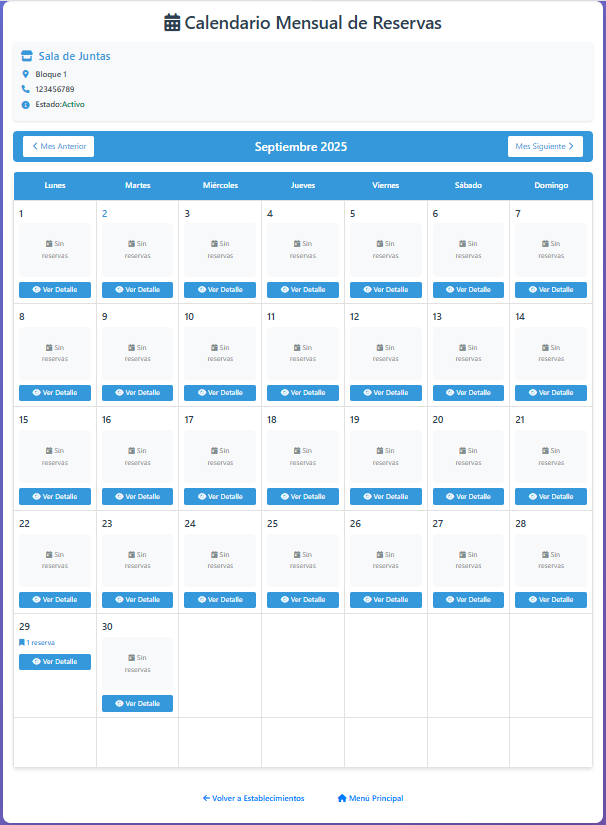 Calendario Mensual de Reservas
Sala de Juntas
Bloque 1
123456789
Estado:Activo
Mes Anterior
Septiembre 2025
Mes Siguiente
Lunes Martes Miércoles Jueves Viernes Sábado Domingo
1 2 3 4 5 6 7
Sin Sin Sin Sin Sin Sin Sin
reservas reservas reservas reservas reservas reservas reservas
Ver Detalle Ver Detalle Ver Detalle Ver Detalle Ver Detalle Ver Detalle Ver Detalle
8 9 10 11 12 13 14
Sin Sin Sin Sin Sin Sin Sin
reservas reservas reservas reservas reservas reservas reservas
Ver Detalle Ver Detalle Ver Detalle Ver Detalle Ver Detalle Ver Detalle Ver Detalle
15 16 17 18 19 20 21
Sin Sin Sin Sin Sin Sin Sin
reservas reservas reservas reservas reservas reservas reservas
Ver Detalle Ver Detalle Ver Detalle Ver Detalle Ver Detalle Ver Detalle Ver Detalle
22 23 24 25 26 27 28
Sin Sin Sin Sin Sin Sin Sin
reservas reservas reservas reservas reservas reservas reservas
Ver Detalle Ver Detalle Ver Detalle Ver Detalle Ver Detalle Ver Detalle Ver Detalle
29 30
1 reserva
Ver Detalle
Sin
reservas
Ver Detalle
Volver a Establecimientos
Menú Principal